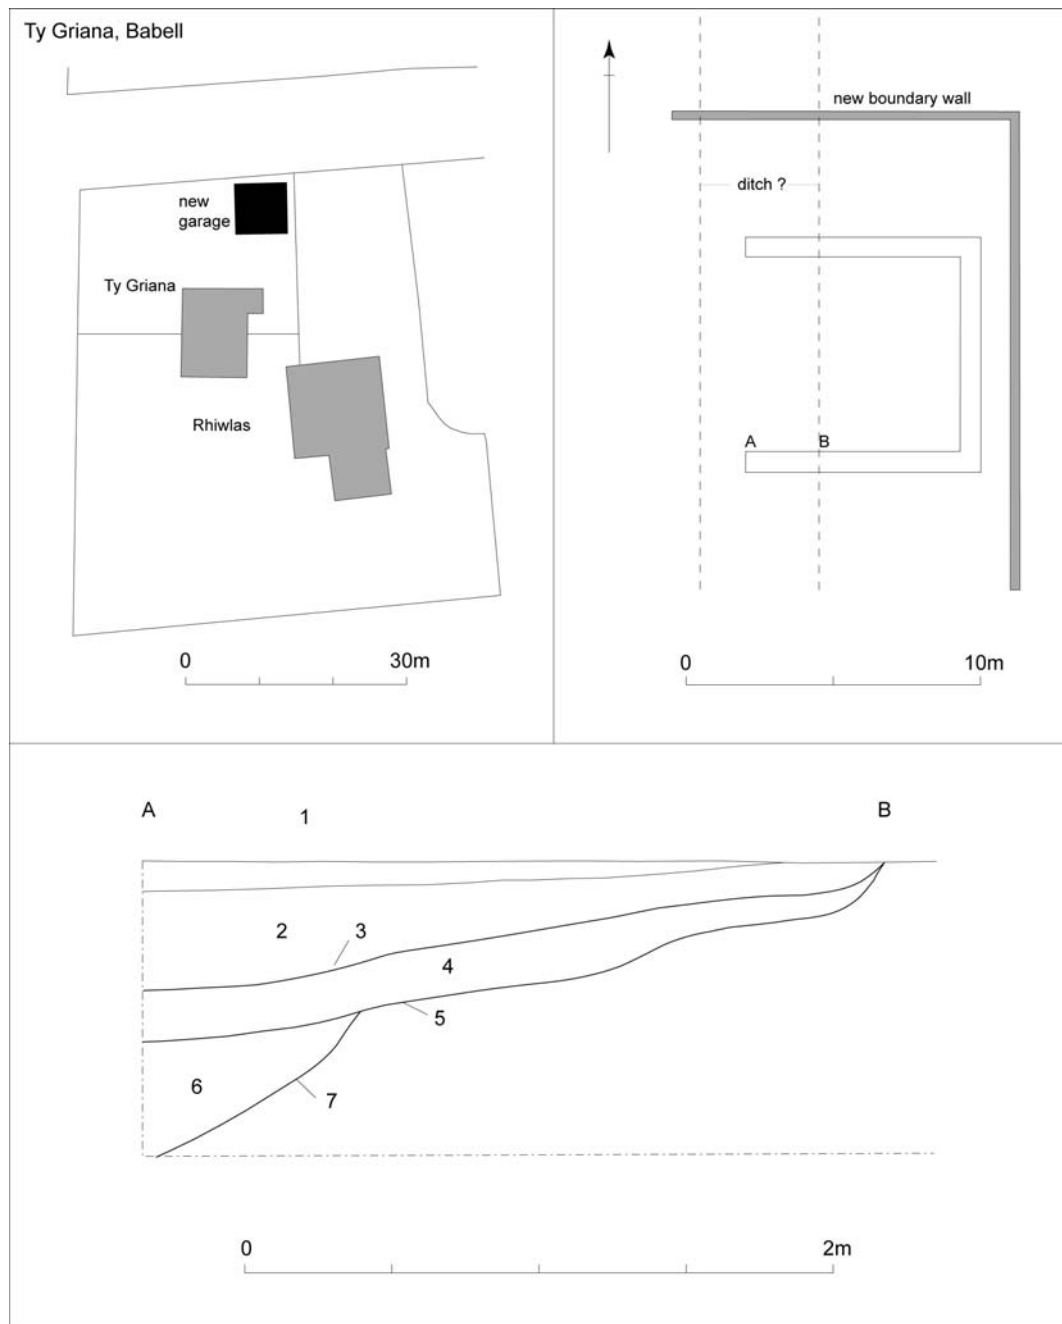 Ty Griana, Babell
new
garage
Ty Griana
Rhiwlas
0 30m
new boundary wall
ditch ?
A B
0 10m
A B
1
2 3
4
5
6
7
0 2m